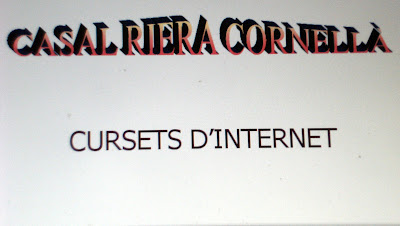 CASAL RIERA CORNELLÀ
CURSETS D'INTERNET